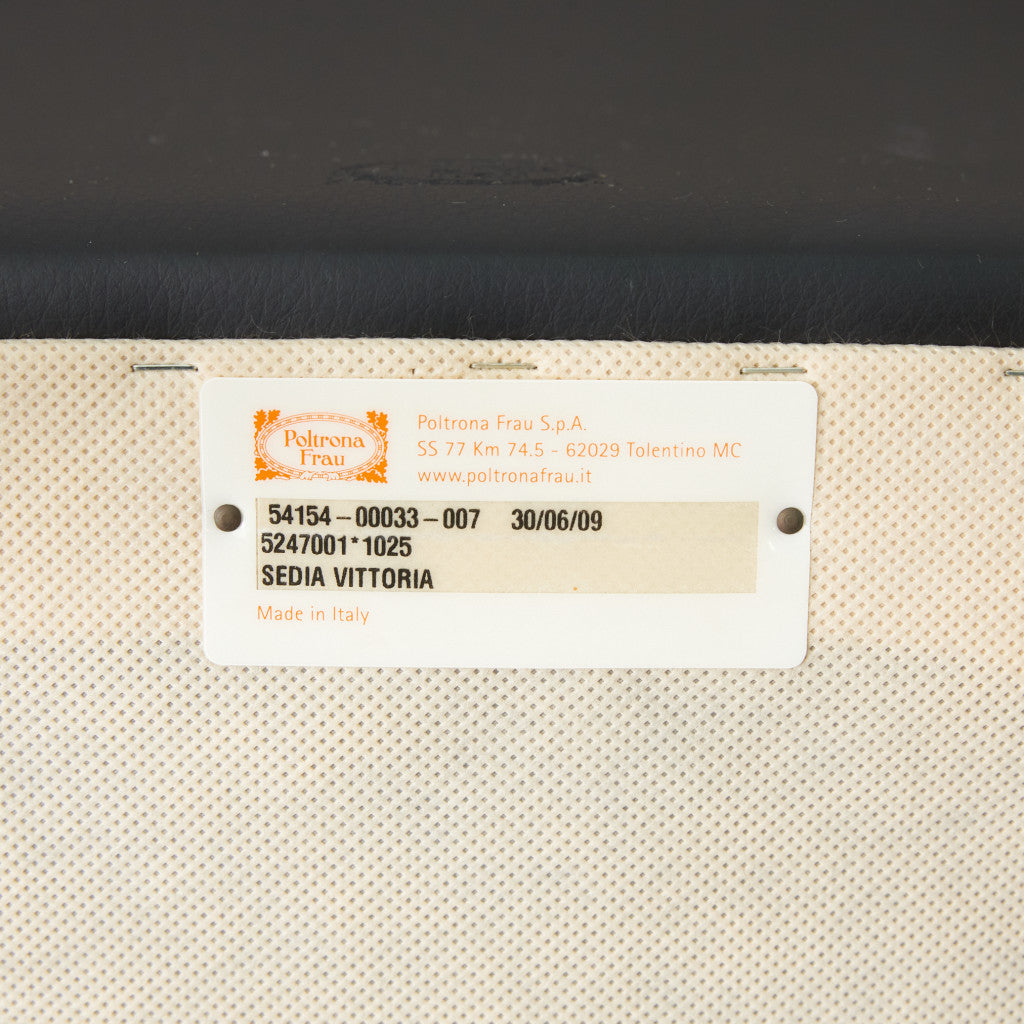 Poltrona
Frau
Poltrona Frau S.p.A.
SS 77 Km 74.5 - 62029 Tolentino MC
www.poltronafrau.it
54154-00033-007 30/06/09
5247001*1025
SEDIA VITTORIA
Made in Italy